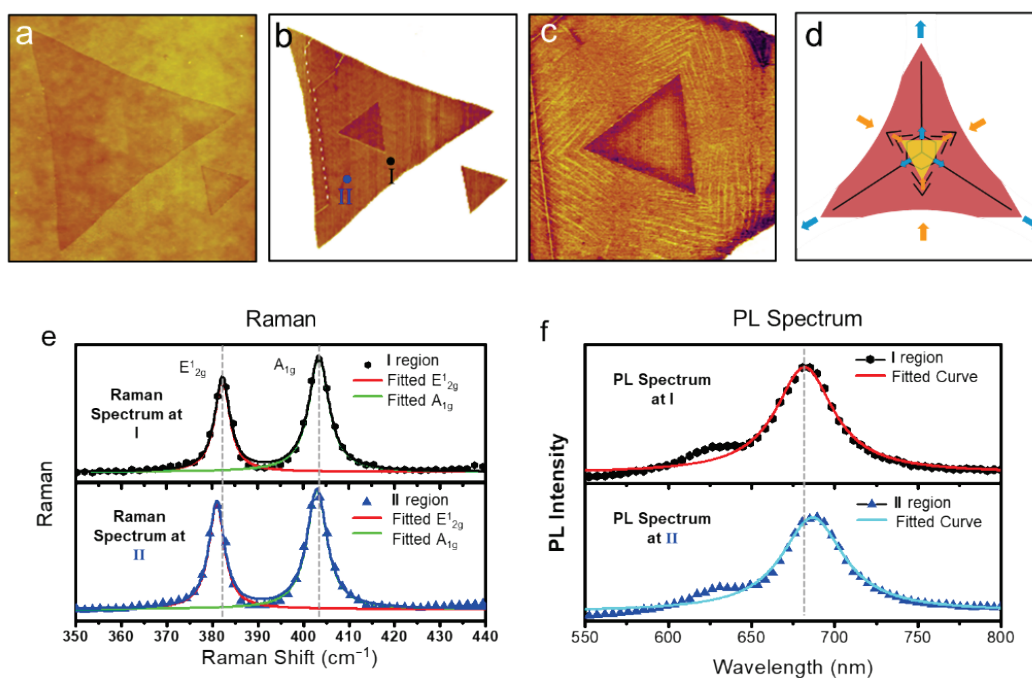 a
b
c
d
I
II
e
Raman
E¹₂g
A₁g
I region
Fitted E¹₂g
Fitted A₁g
Raman
Spectrum at
I
II region
Fitted E¹₂g
Fitted A₁g
Raman
Spectrum at
II
Raman
350 360 370 380 390 400 410 420 430 440
Raman Shift (cm⁻¹)
f
PL Spectrum
PL Spectrum
at I
I region
Fitted Curve
PL Spectrum
at II
II region
Fitted Curve
PL Intensity
550 600 650 700 750 800
Wavelength (nm)